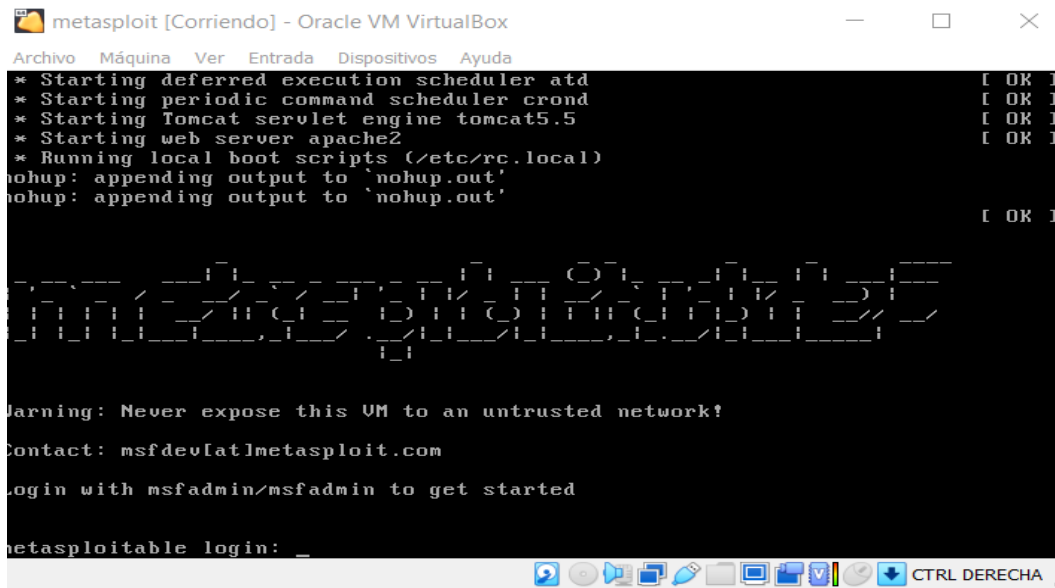 metasploit [Corriendo] - Oracle VM VirtualBox
Archivo Máquina Ver Entrada Dispositivos Ayuda
* Starting deferred execution scheduler atd [ OK ]
* Starting periodic command scheduler crond [ OK ]
* Starting Tomcat servlet engine tomcat5.5 [ OK ]
* Starting web server apache2 [ OK ]
* Running local boot scripts (/etc/rc.local)
nohup: appending output to `nohup.out'
nohup: appending output to `nohup.out'
[ OK ]
metasploitable2
Warning: Never expose this VM to an untrusted network!
Contact: msfdev[at]metasploit.com
Login with msfadmin/msfadmin to get started
metasploitable login: _
CTRL DERECHA